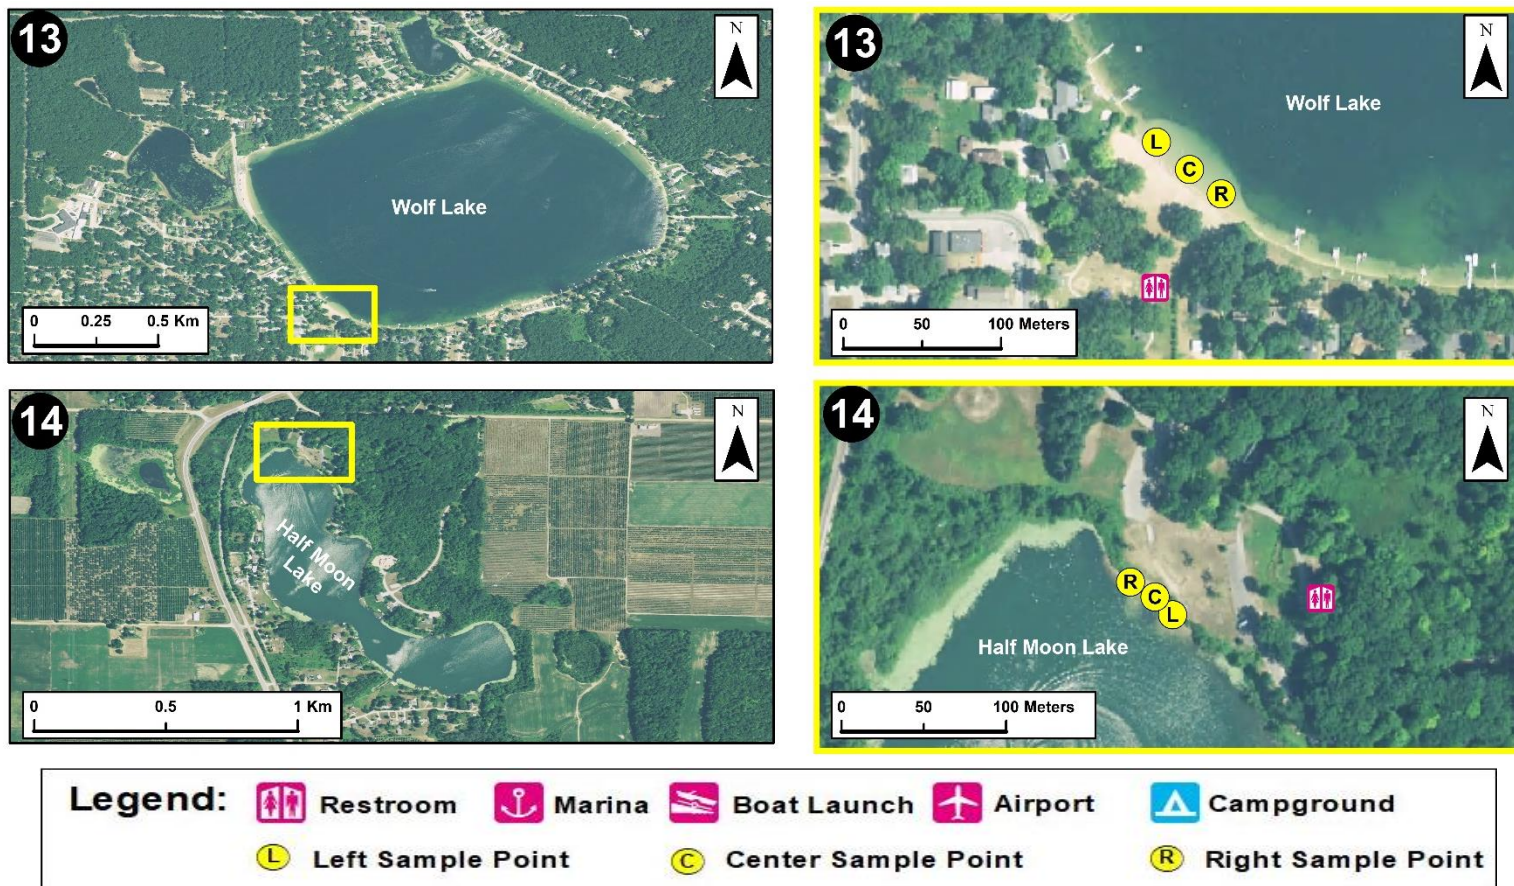 13
N
Wolf Lake
0 0.25 0.5 Km
13
N
Wolf Lake
L
C
R
0 50 100 Meters
14
N
Half Moon
Lake
0 0.5 1 Km
14
N
R
C
L
Half Moon Lake
0 50 100 Meters
Legend: Restroom Marina Boat Launch Airport Campground
L Left Sample Point C Center Sample Point R Right Sample Point